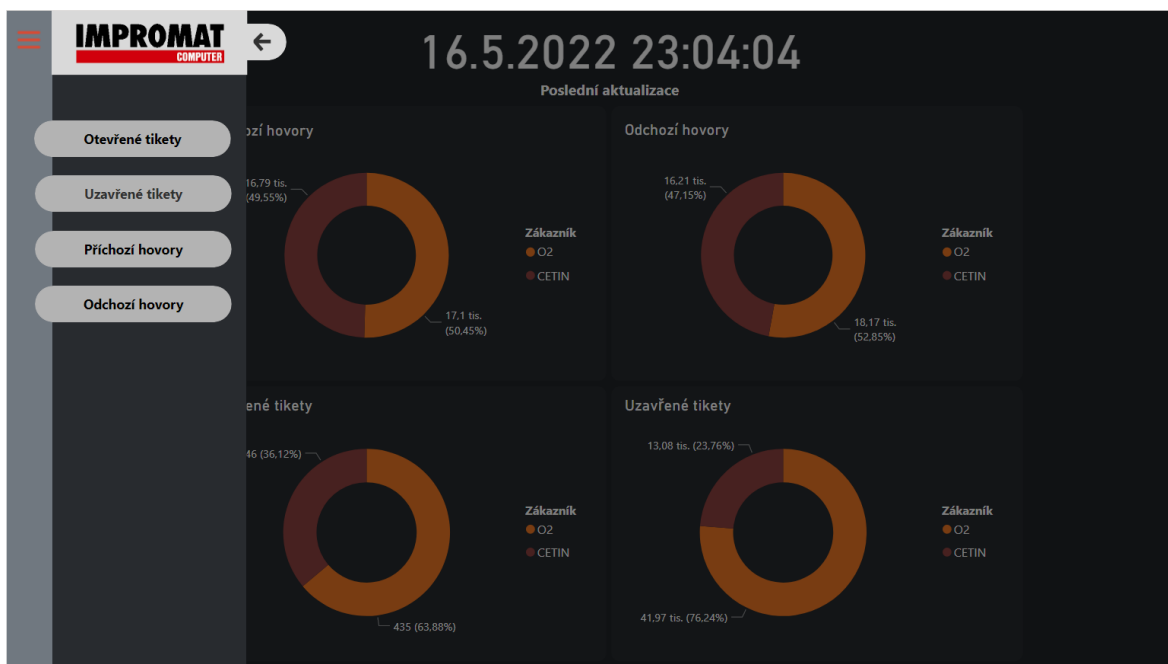 IMPROMAT
COMPUTER
16.5.2022 23:04:04
Poslední aktualizace
Otevřené tikety
Uzavřené tikety
Příchozí hovory
Odchozí hovory
hovory
16,79 tis.
(49,55%)
Zákazník
O2
CETIN
17,1 tis.
(50,45%)
Odchozí hovory
16,21 tis.
(47,15%)
Zákazník
O2
CETIN
18,17 tis.
(52,85%)
tikety
46 (36,12%)
Zákazník
O2
CETIN
435 (63,88%)
Uzavřené tikety
13,08 tis. (23,76%)
Zákazník
O2
CETIN
41,97 tis. (76,24%)